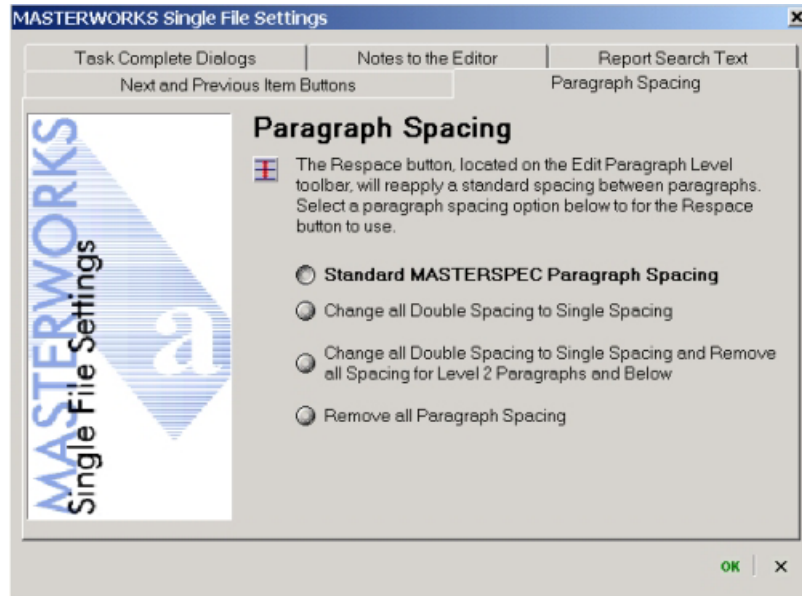 MASTERWORKS Single File Settings
Task Complete Dialogs
Notes to the Editor
Report Search Text
Next and Previous Item Buttons
Paragraph Spacing
MASTERWORKS
Single File Settings
a
Paragraph Spacing
The Respace button, located on the Edit Paragraph Level
toolbar, will reapply a standard spacing between paragraphs.
Select a paragraph spacing option below to for the Respace
button to use.
Standard MASTERSPEC Paragraph Spacing
Change all Double Spacing to Single Spacing
Change all Double Spacing to Single Spacing and Remove
all Spacing for Level 2 Paragraphs and Below
Remove all Paragraph Spacing
OK